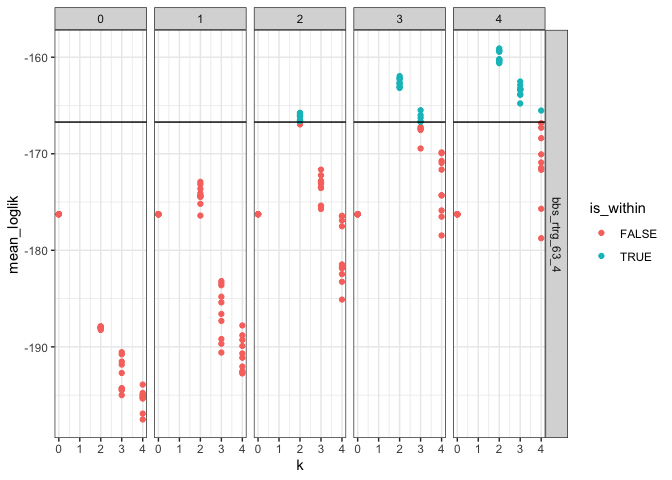 0 1 2 3 4
-160
-170
-180
-190
mean_loglik
0 1 2 3 4 0 1 2 3 4 0 1 2 3 4 0 1 2 3 4 0 1 2 3 4
k
bbs_rtrg_63_4
is_within
FALSE
TRUE